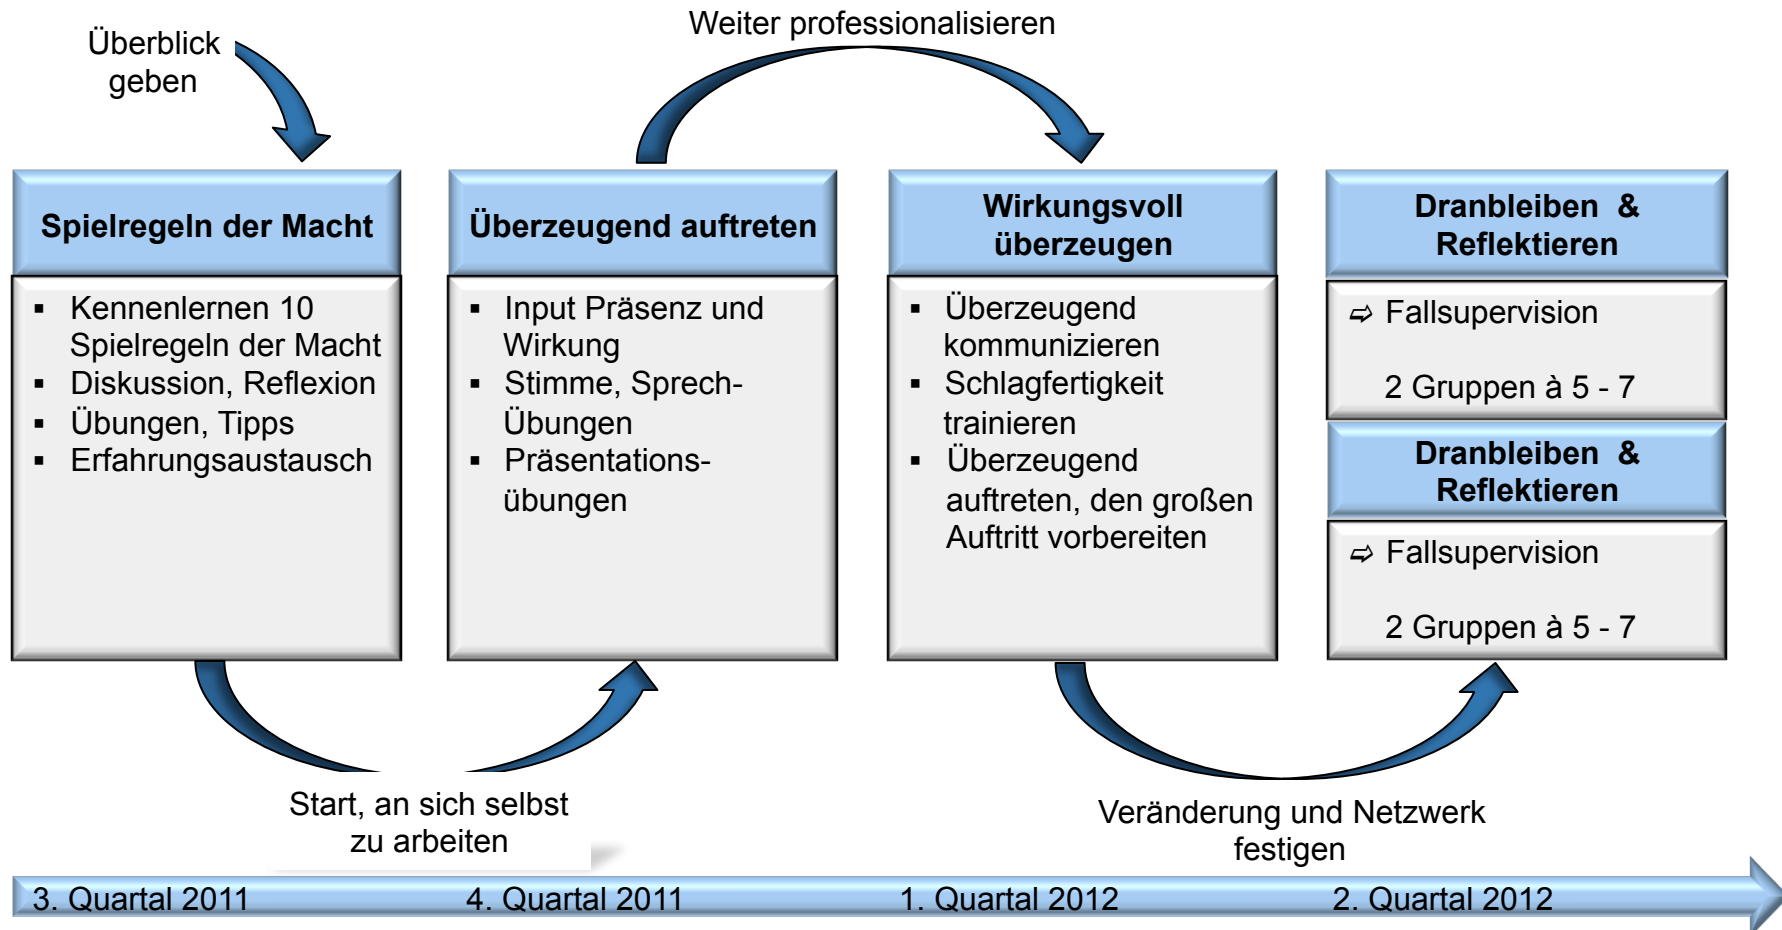 Überblick
geben
Weiter professionalisieren
Spielregeln der Macht
▪ Kennenlernen 10
Spielregeln der Macht
▪ Diskussion, Reflexion
▪ Übungen, Tipps
▪ Erfahrungsaustausch
Überzeugend auftreten
▪ Input Präsenz und
Wirkung
▪ Stimme, Sprech-
Übungen
▪ Präsentations-
übungen
Wirkungsvoll
überzeugen
▪ Überzeugend
kommunizieren
▪ Schlagfertigkeit
trainieren
▪ Überzeugend
auftreten, den großen
Auftritt vorbereiten
Dranbleiben &
Reflektieren
⇨ Fallsupervision
2 Gruppen à 5 - 7
Dranbleiben &
Reflektieren
⇨ Fallsupervision
2 Gruppen à 5 - 7
Start, an sich selbst
zu arbeiten
Veränderung und Netzwerk
festigen
3. Quartal 2011
4. Quartal 2011
1. Quartal 2012
2. Quartal 2012